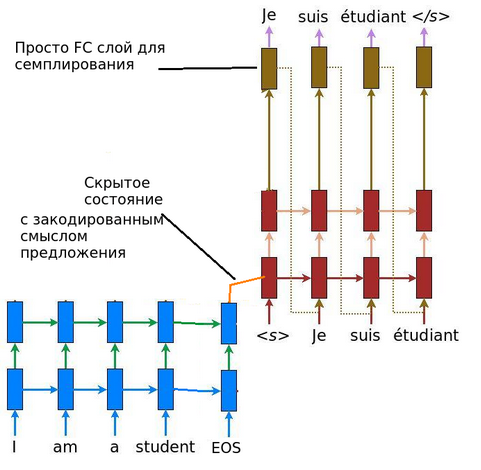 Je suis étudiant </s>
Просто FC слой для
семплирования
Скрытое
состояние
с закодированным
смыслом
предложения
<s> Je suis étudiant
I am a student EOS